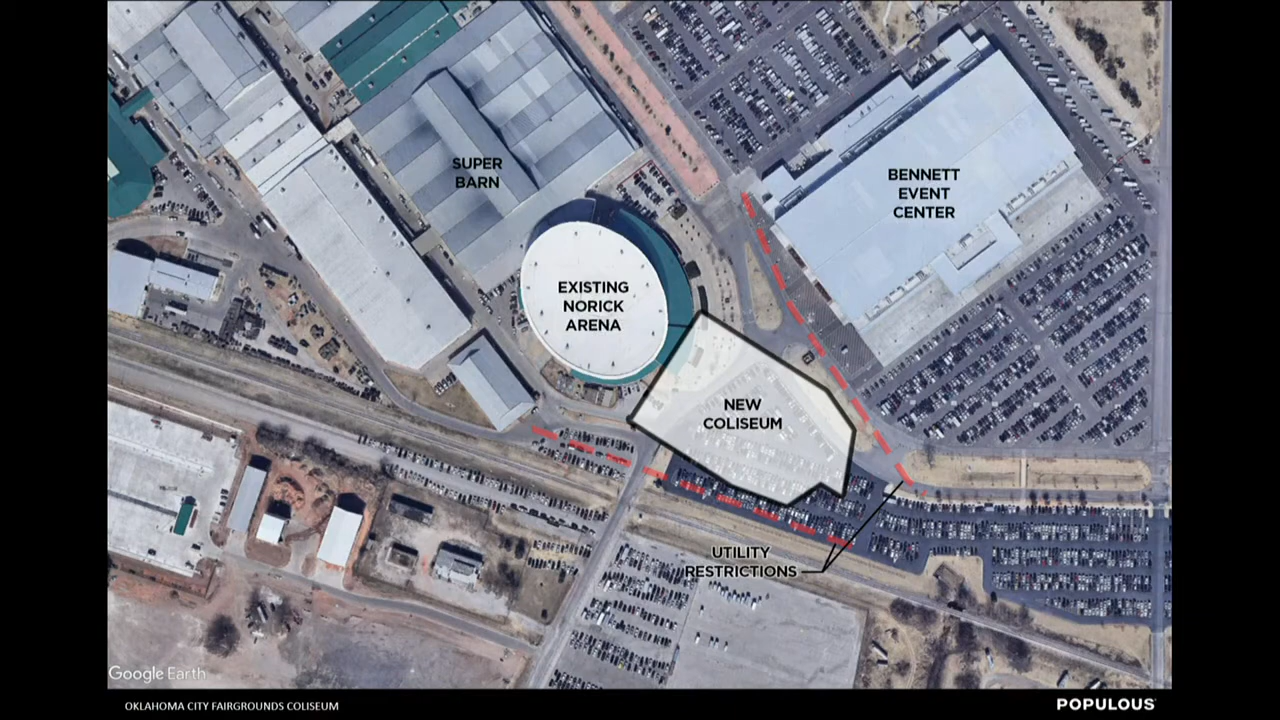 SUPER
BARN
BENNETT
EVENT
CENTER
EXISTING
NORICK
ARENA
NEW
COLISEUM
UTILITY
RESTRICTIONS
Google Earth
OKLAHOMA CITY FAIRGROUNDS COLISEUM
POPULOUS